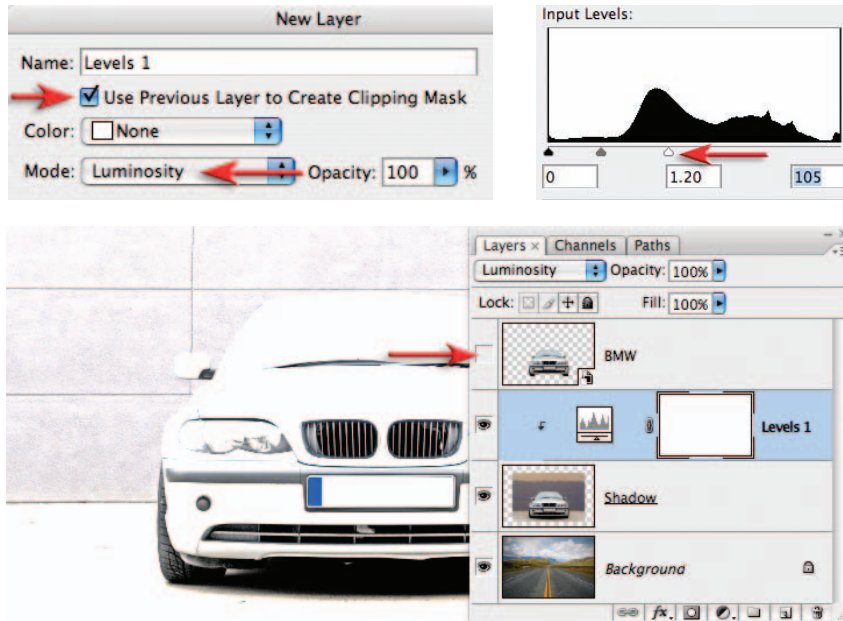 New Layer
Name: Levels 1
Use Previous Layer to Create Clipping Mask
Color: None
Mode: Luminosity Opacity: 100 %
Input Levels:
0 1.20 105
Layers × Channels Paths
Luminosity Opacity: 100%
Lock: Fill: 100%
BMW
Levels 1
Shadow
Background
fx.